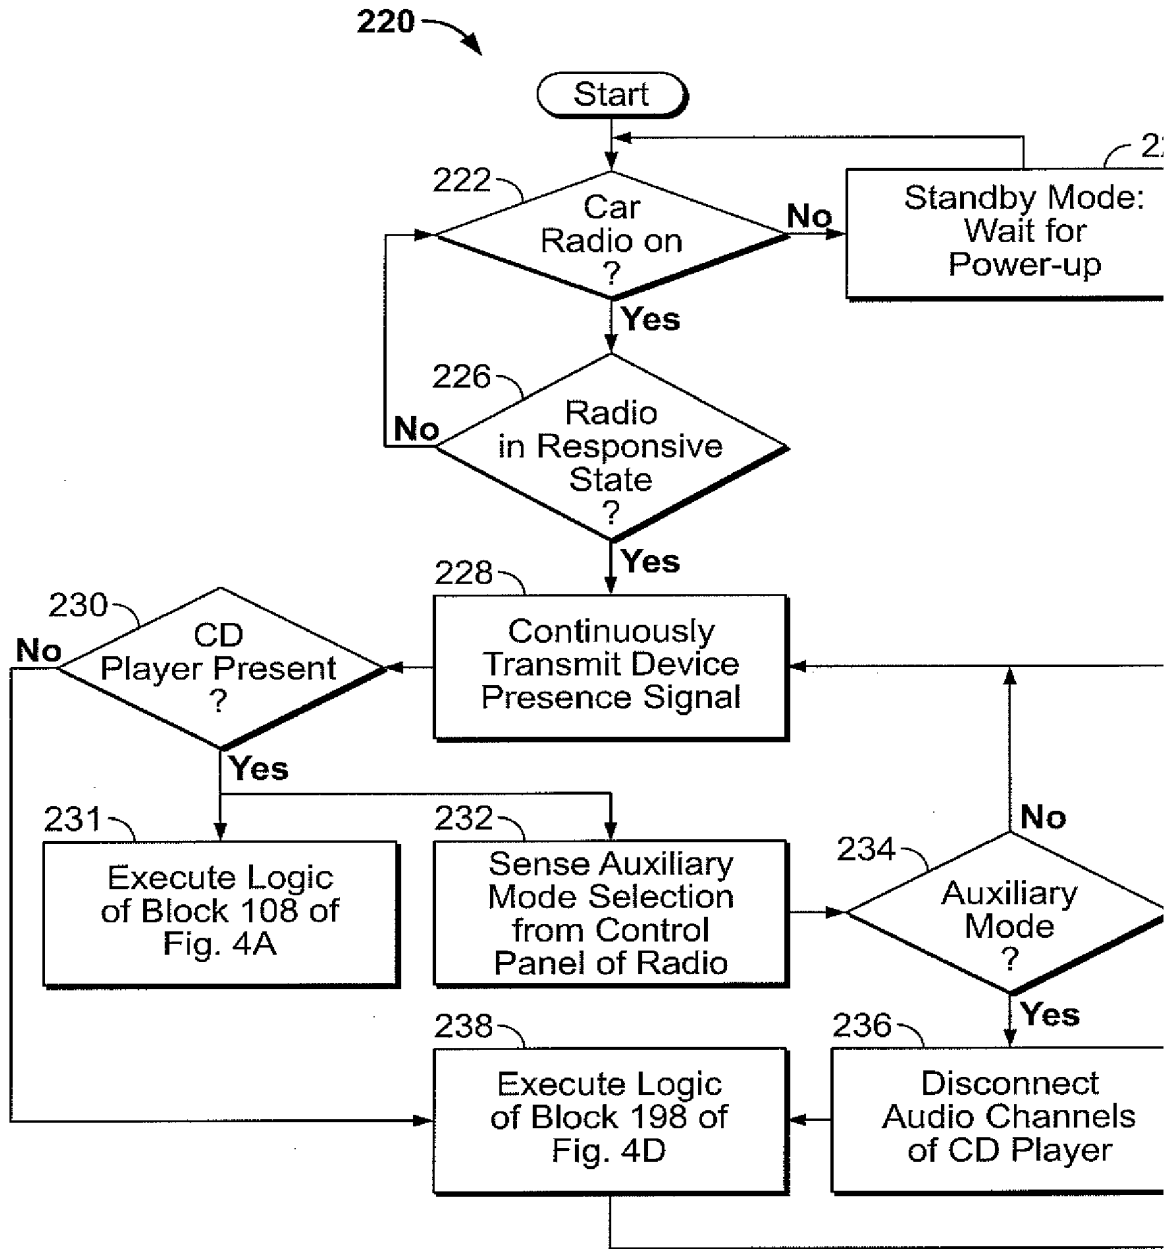 220
Start
222
Car
Radio on
?
No
Standby Mode:
Wait for
Power-up
Yes
226
Radio
in Responsive
State
?
No
Yes
228
Continuously
Transmit Device
Presence Signal
230
CD
Player Present
?
No
Yes
231
Execute Logic
of Block 108 of
Fig. 4A
232
Sense Auxiliary
Mode Selection
from Control
Panel of Radio
234
Auxiliary
Mode
?
No
Yes
236
Disconnect
Audio Channels
of CD Player
238
Execute Logic
of Block 198 of
Fig. 4D